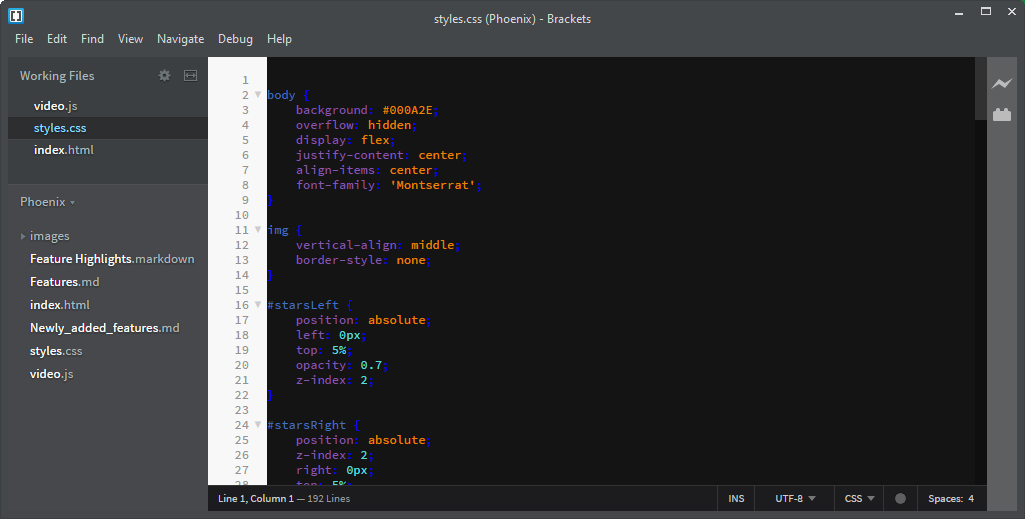 styles.css (Phoenix) - Brackets
File Edit Find View Navigate Debug Help
Working Files
video.js
styles.css
index.html
Phoenix
images
Feature Highlights.markdown
Features.md
index.html
Newly_added_features.md
styles.css
video.js
1
2 body {
3 background: #000A2E;
4 overflow: hidden;
5 display: flex;
6 justify-content: center;
7 align-items: center;
8 font-family: 'Montserrat';
9 }
10
11 img {
12 vertical-align: middle;
13 border-style: none;
14 }
15
16 #starsLeft {
17 position: absolute;
18 left: 0px;
19 top: 5%;
20 opacity: 0.7;
21 z-index: 2;
22 }
23
24 #starsRight {
25 position: absolute;
26 z-index: 2;
27 right: 0px;
28 top: 5%;
Line 1, Column 1 — 192 Lines INS UTF-8 CSS Spaces: 4